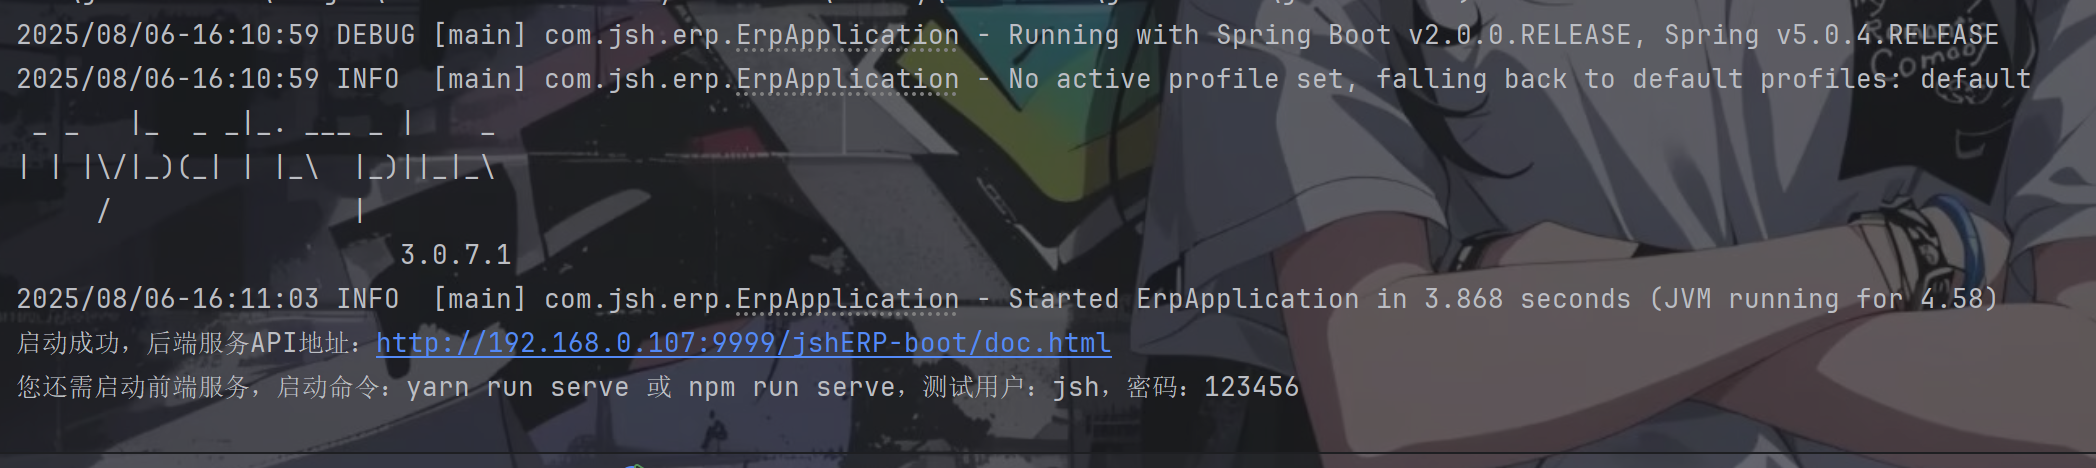 2025/08/06-16:10:59 DEBUG [main] com.jsh.erp.ErpApplication - Running with Spring Boot v2.0.0.RELEASE, Spring v5.0.4.RELEASE
2025/08/06-16:10:59 INFO  [main] com.jsh.erp.ErpApplication - No active profile set, falling back to default profiles: default
 _ _   |_  _ _|_. ___ _ |    _
| | |\/|_)(_| | |_\  |_)||_|_\
     /               |
                        3.0.7.1
2025/08/06-16:11:03 INFO  [main] com.jsh.erp.ErpApplication - Started ErpApplication in 3.868 seconds (JVM running for 4.58)
启动成功，后端服务API地址：http://192.168.0.107:9999/jshERP-boot/doc.html
您还需启动前端服务，启动命令：yarn run serve 或 npm run serve，测试用户：jsh，密码：123456